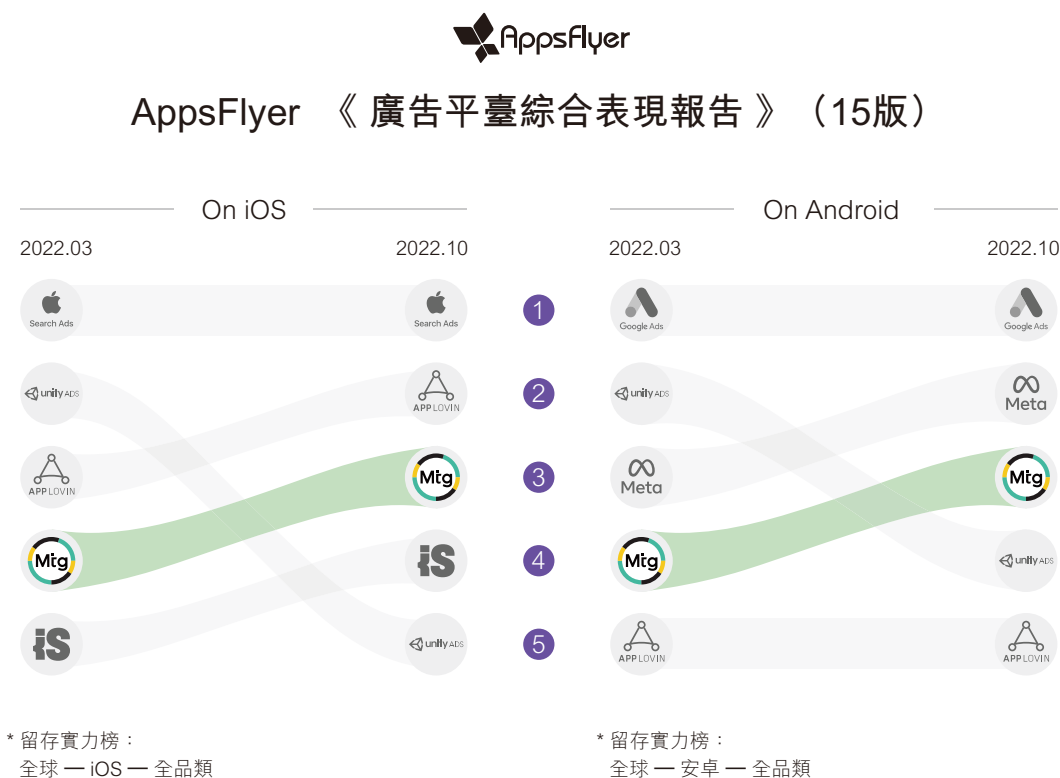 AppsFlyer
AppsFlyer 《 廣告平臺綜合表現報告 》（15版）
On iOS
2022.03
2022.10
Search Ads
Search Ads
unity ADS
APPLOVIN
APPLOVIN
Mtg
Mtg
iS
iS
unity ADS
1
2
3
4
5
On Android
2022.03
2022.10
Google Ads
Google Ads
unity ADS
Meta
Meta
Mtg
Mtg
unity ADS
APPLOVIN
APPLOVIN
* 留存實力榜：
全球 — iOS — 全品類
* 留存實力榜：
全球 — 安卓 — 全品類